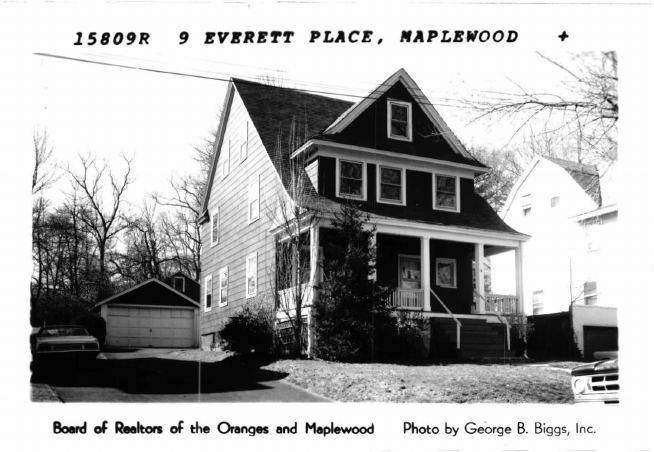 15809R 9 EVERETT PLACE, MAPLEWOOD +
Board of Realtors of the Oranges and Maplewood Photo by George B. Biggs, Inc.